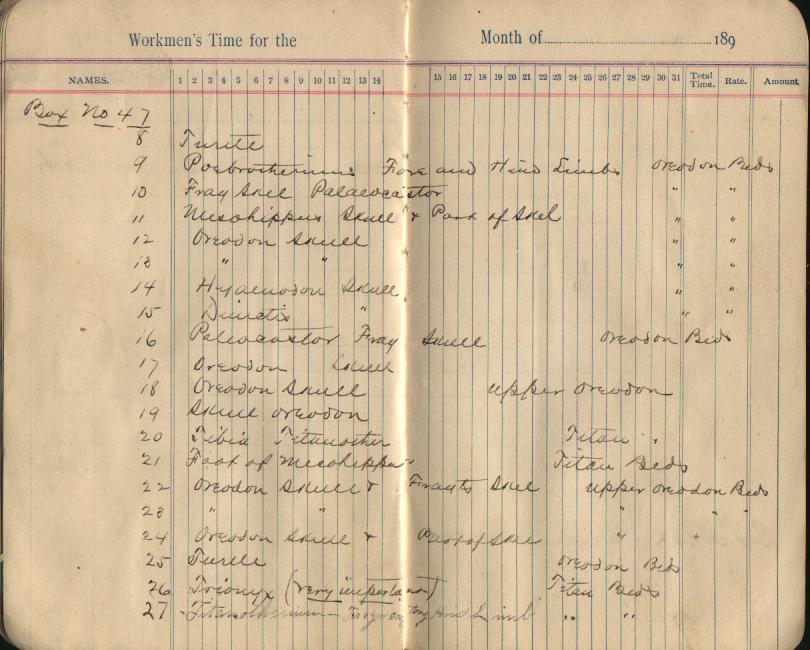 Workmen's Time for the Month of 189
NAMES. 1 2 3 4 5 6 7 8 9 10 11 12 13 14 15 16 17 18 19 20 21 22 23 24 25 26 27 28 29 30 31 Total Time. Rate. Amount
Box No 47
8 Turtle
9 Poebrotherium Fore and Hind Limbs Oreodon Beds
10 Frag Skel Palaeocastor " "
11 Mesohippus Skull & Part of Skel " "
12 Oreodon Skull " "
13 " " " "
14 Hyaenodon Skull " "
15 Dinictis " " "
16 Paleocastor Frag Skull Oreodon Beds
17 Oreodon Skull
18 Oreodon Skull upper Oreodon
19 Skull Oreodon
20 Tibia Titanother Titan "
21 Foot of Mesohippus Titan Beds
22 Oreodon Skull & Fragts Skel upper Oreodon Beds
23 " " " "
24 Oreodon Skull & Part of Skel " "
25 Turtle Oreodon Beds
26 Trionyx (very important) Titan Beds
27 Titanotherium Hind Limb " "